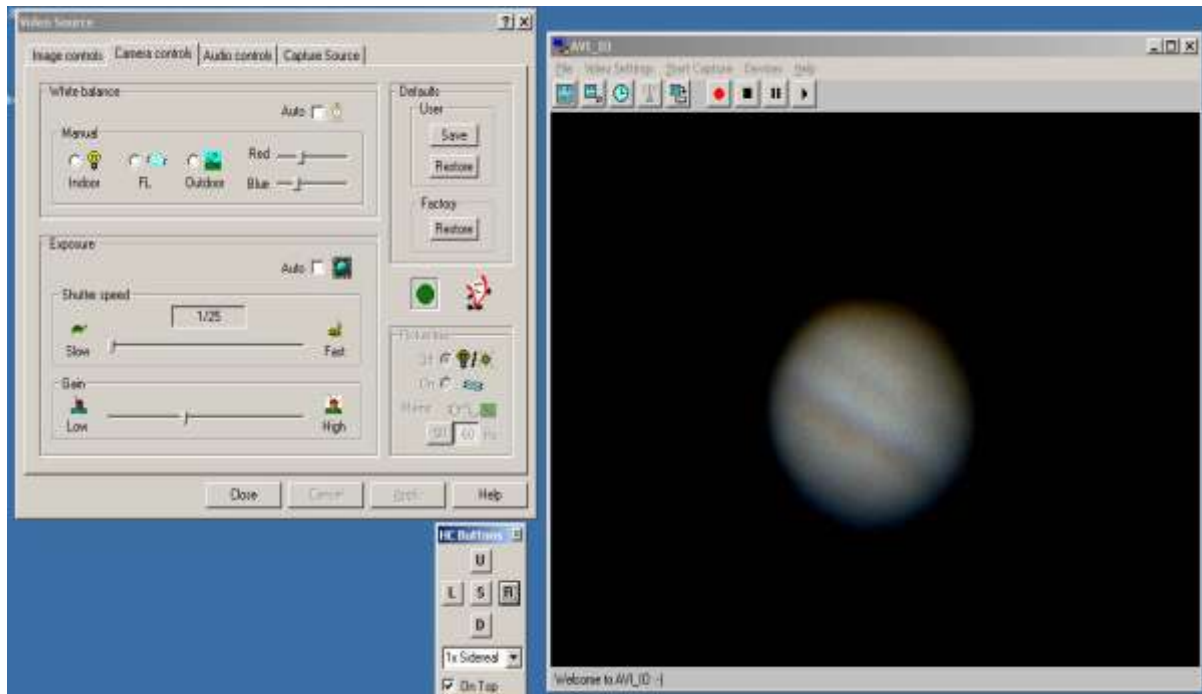 Video Source
Image controls Camera controls Audio controls Capture Source
White balance
Auto
Manual
Indoor FL Outdoor
Red
Blue
Exposure
Auto
Shutter speed
1/25
Slow Fast
Gain
Low High
Defaults
User
Save
Restore
Factory
Restore
60 Hz
Close Cancel Apply Help
HC Buttons
U
L S R
D
1x Sidereal
On Top
AVI_IO
File Video Settings Start Capture Devices Help
Welcome to AVI_IO :-)